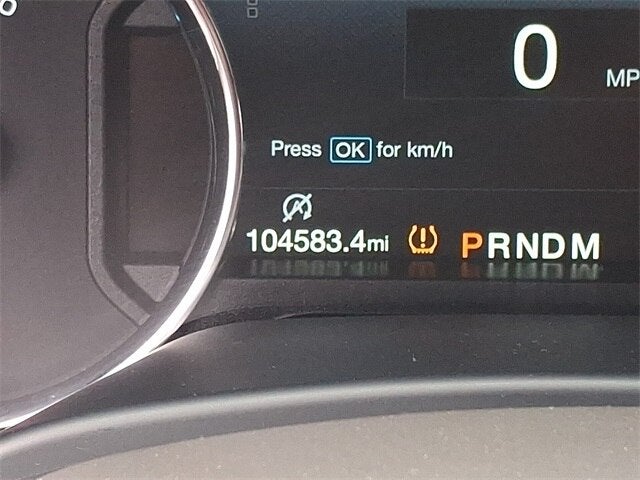 0
MP
Press OK for km/h
104583.4mi PRNDM